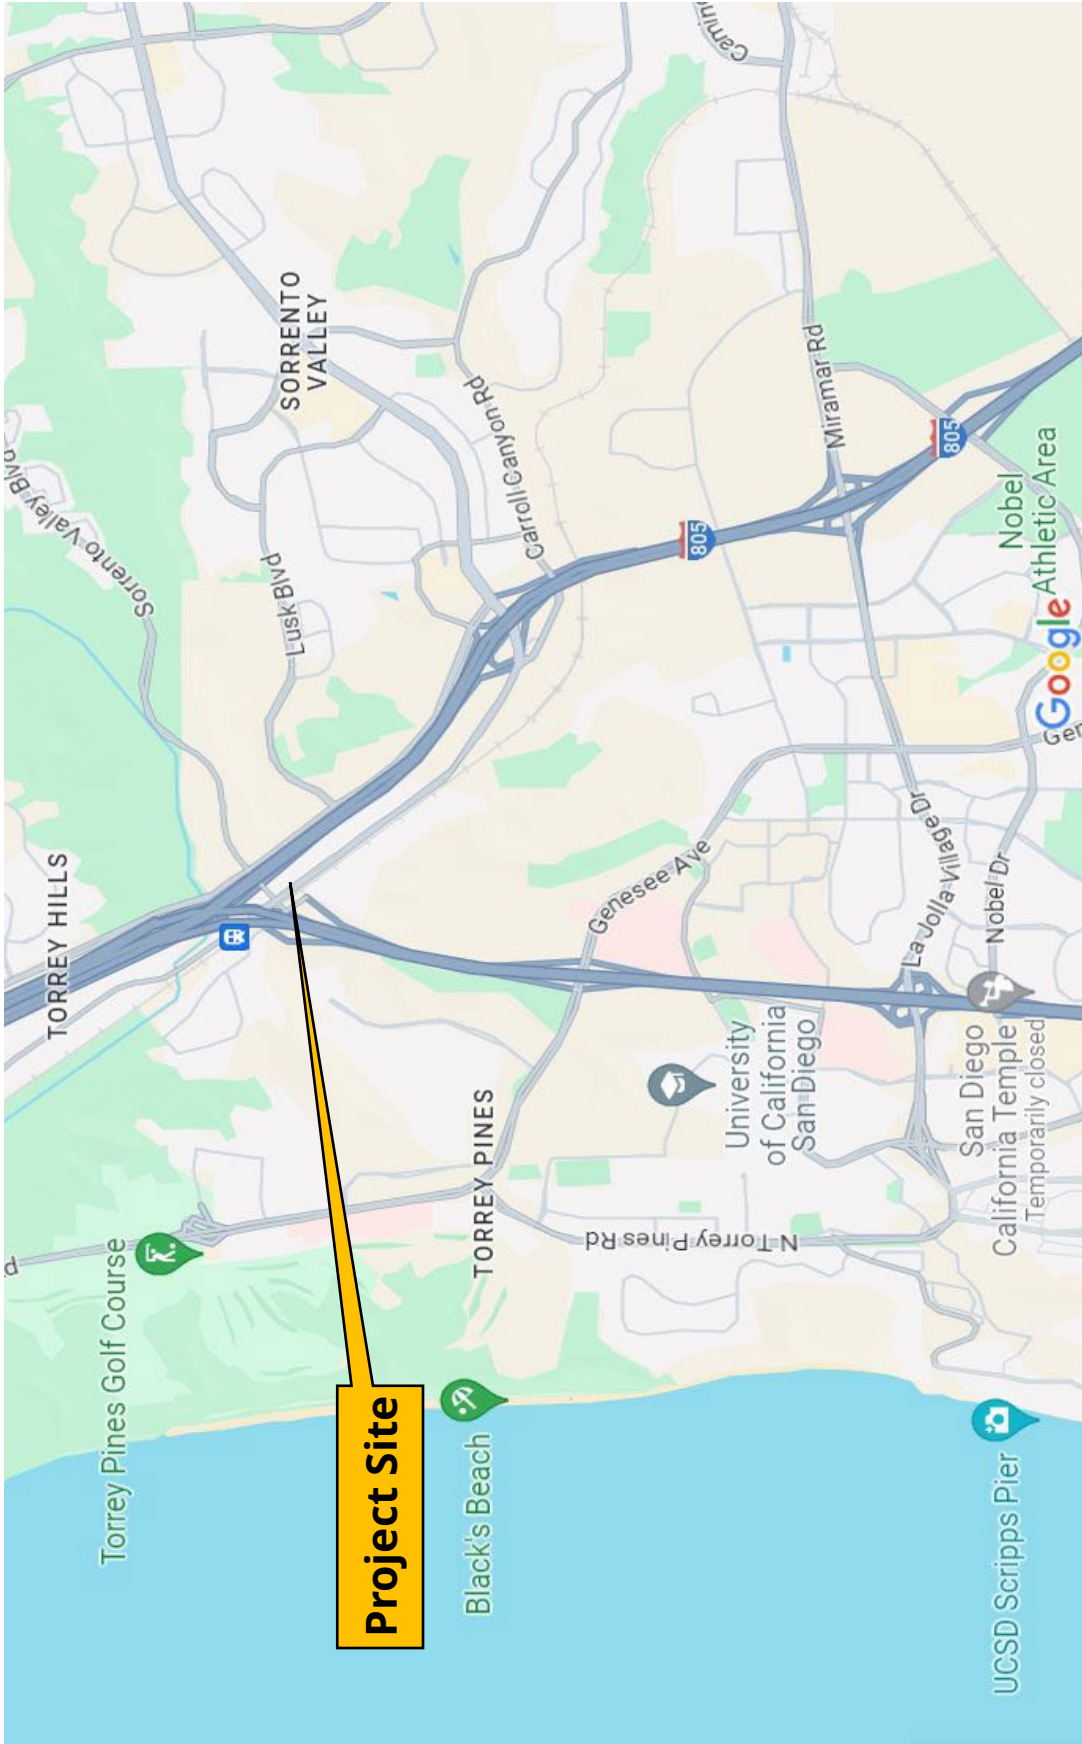 TORREY HILLS
Torrey Pines Golf Course
Sorrento Valley Blvd
Lusk Blvd
SORRENTO
VALLEY
Project Site
Black's Beach
TORREY PINES
Carroll Canyon Rd
N Torrey Pines Rd
Genesee Ave
805
Camino
University
of California
San Diego
Miramar Rd
La Jolla Village Dr
805
San Diego
California Temple
Temporarily closed
Nobel Dr
UCSD Scripps Pier
Nobel
Athletic Area
Google
Gen